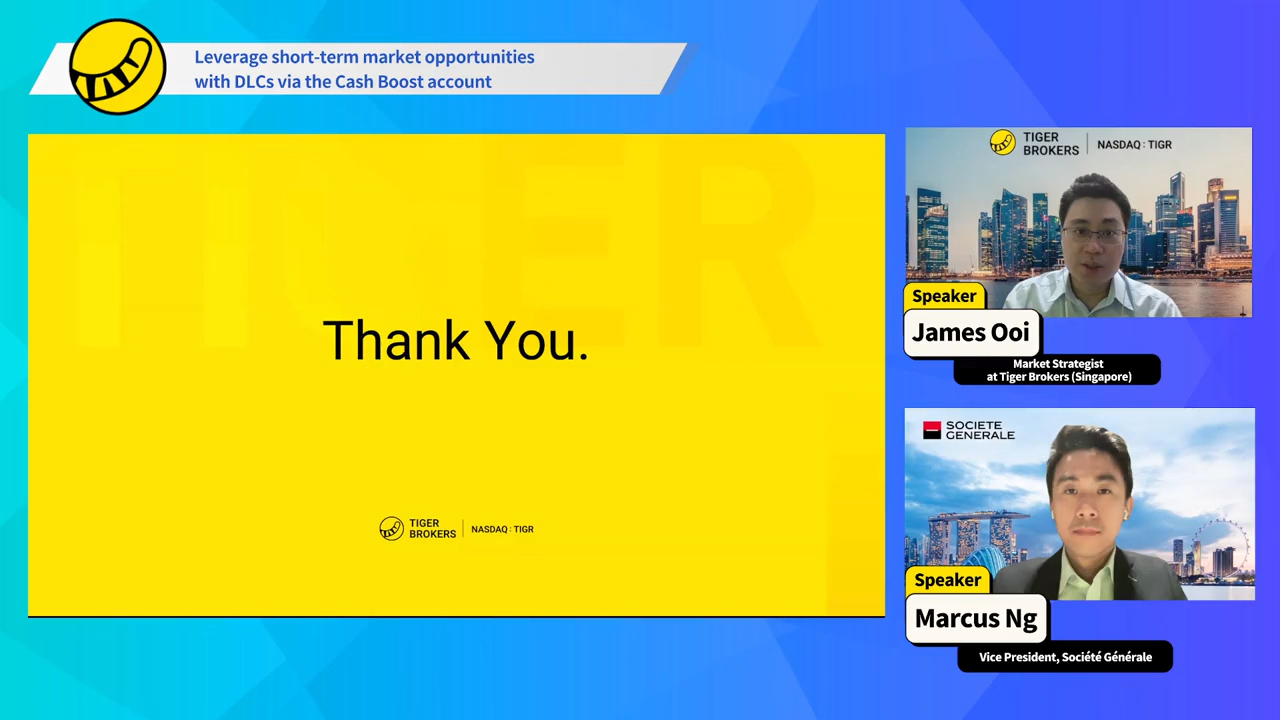 Leverage short-term market opportunities
with DLCs via the Cash Boost account
TIGER
Thank You.
TIGER
BROKERS
NASDAQ : TIGR
TIGER
BROKERS
NASDAQ : TIGR
Speaker
James Ooi
Market Strategist
at Tiger Brokers (Singapore)
SOCIETE
GENERALE
Speaker
Marcus Ng
Vice President, Société Générale